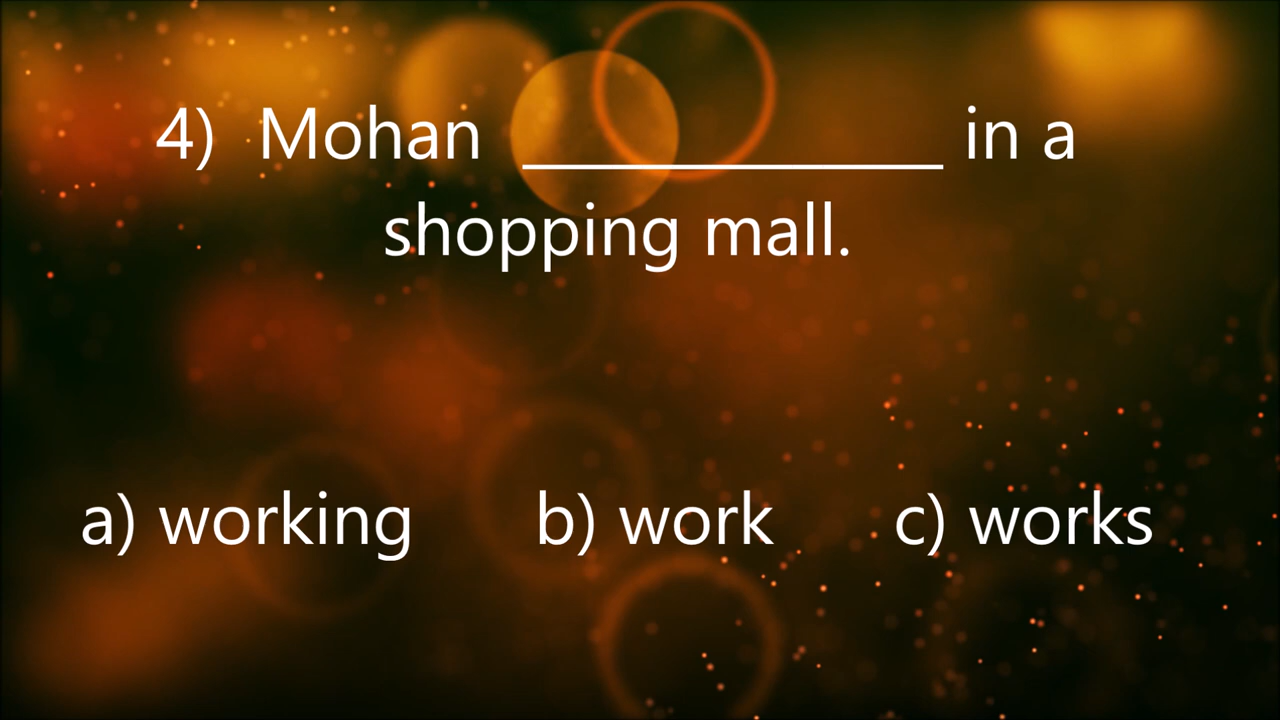 4) Mohan ____________ in a
shopping mall.
a) working b) work c) works